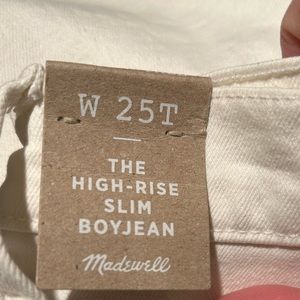 W 25T
THE
HIGH-RISE
SLIM
BOYJEAN
Madewell